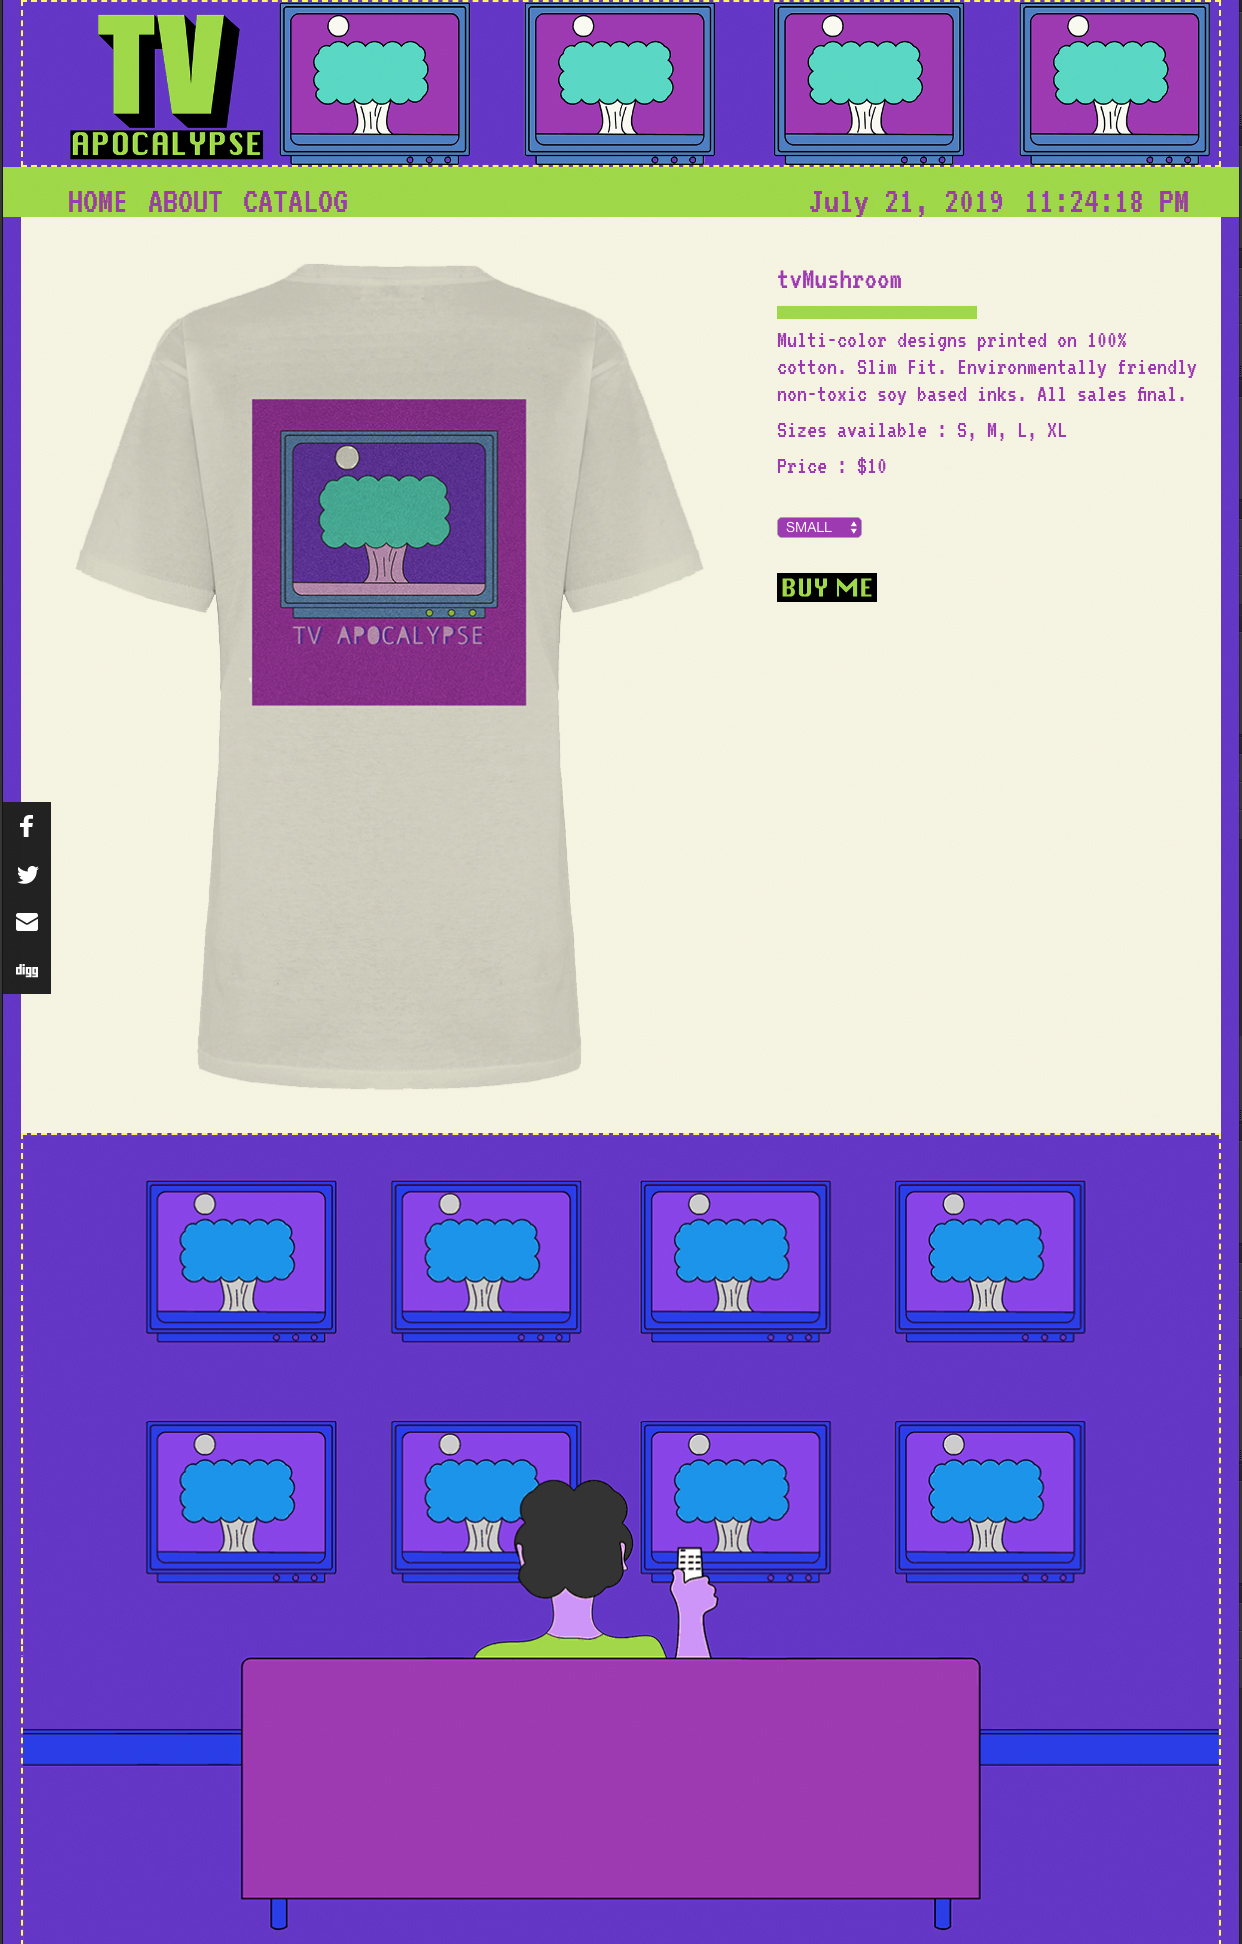 TV
APOCALYPSE
HOME ABOUT CATALOG
July 21, 2019 11:24:18 PM
tvMushroom
Multi-color designs printed on 100%
cotton. Slim Fit. Environmentally friendly
non-toxic soy based inks. All sales final.
Sizes available : S, M, L, XL
Price : $10
SMALL
BUY ME
TV APOCALYPSE
digg